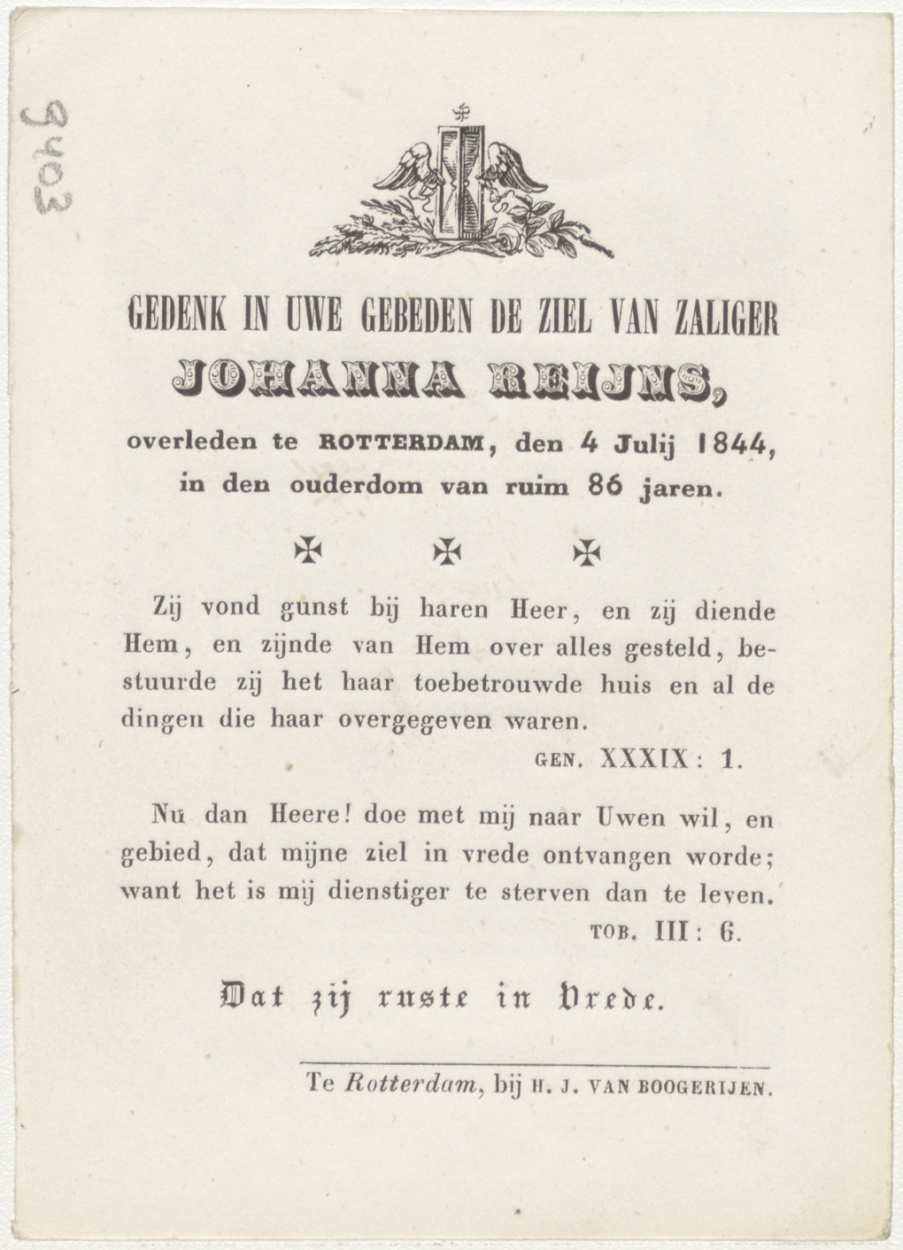 9403
GEDENK IN UWE GEBEDEN DE ZIEL VAN ZALIGER
JOHANNA REIJNS,
overleden te ROTTERDAM, den 4 Julij 1844,
in den ouderdom van ruim 86 jaren.
Zij vond gunst bij haren Heer, en zij diende
Hem, en zijnde van Hem over alles gesteld, be-
stuurde zij het haar toebetrouwde huis en al de
dingen die haar overgegeven waren.
GEN. XXXIX: 1.
Nu dan Heere! doe met mij naar Uwen wil, en
gebied, dat mijne ziel in vrede ontvangen worde;
want het is mij dienstiger te sterven dan te leven.
TOB. III: 6.
Dat zij ruste in Vrede.
Te Rotterdam, bij H. J. VAN BOOGERIJEN.